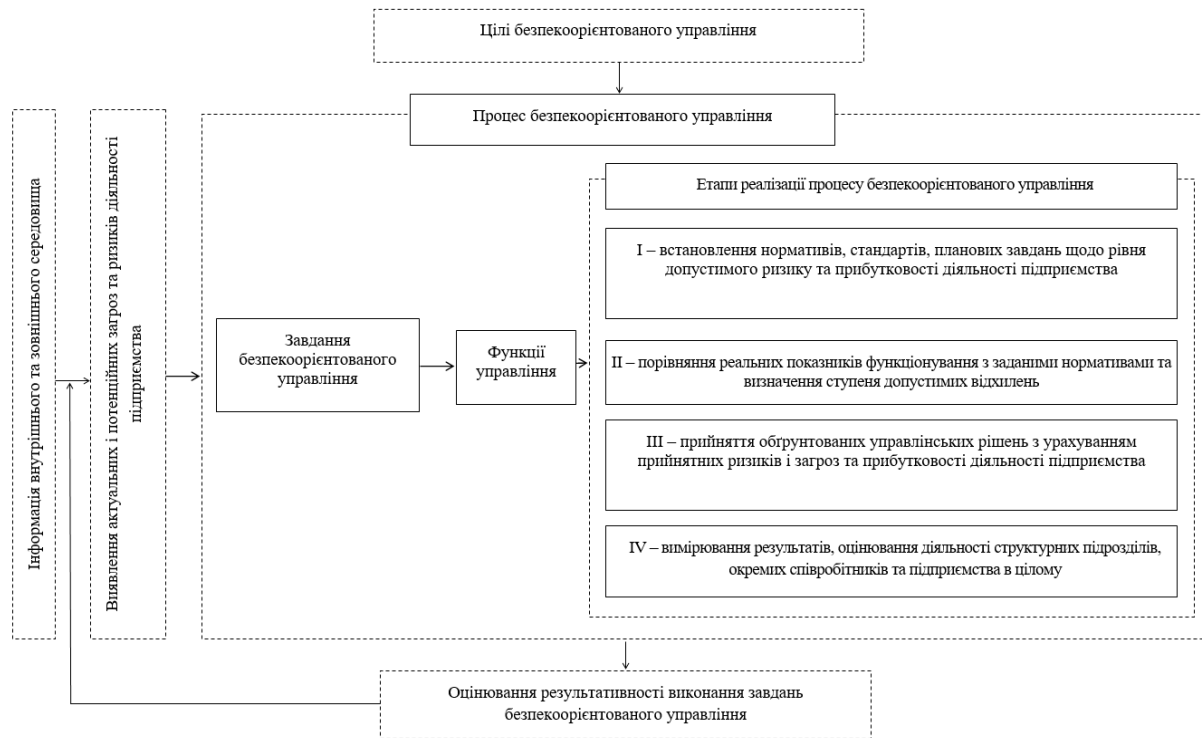 Цілі безпекоорієнтованого управління
Процес безпекоорієнтованого управління
Інформація внутрішнього та зовнішнього середовища
Виявлення актуальних і потенційних загроз та ризиків діяльності
підприємства
Завдання
безпекоорієнтованого
управління
Функції
управління
Етапи реалізації процесу безпекоорієнтованого управління
І – встановлення нормативів, стандартів, планових завдань щодо рівня
допустимого ризику та прибутковості діяльності підприємства
ІІ – порівняння реальних показників функціонування з заданими нормативами та
визначення ступеня допустимих відхилень
ІІІ – прийняття обґрунтованих управлінських рішень з урахуванням
прийнятних ризиків і загроз та прибутковості діяльності підприємства
IV – вимірювання результатів, оцінювання діяльності структурних підрозділів,
окремих співробітників та підприємства в цілому
Оцінювання результативності виконання завдань
безпекоорієнтованого управління